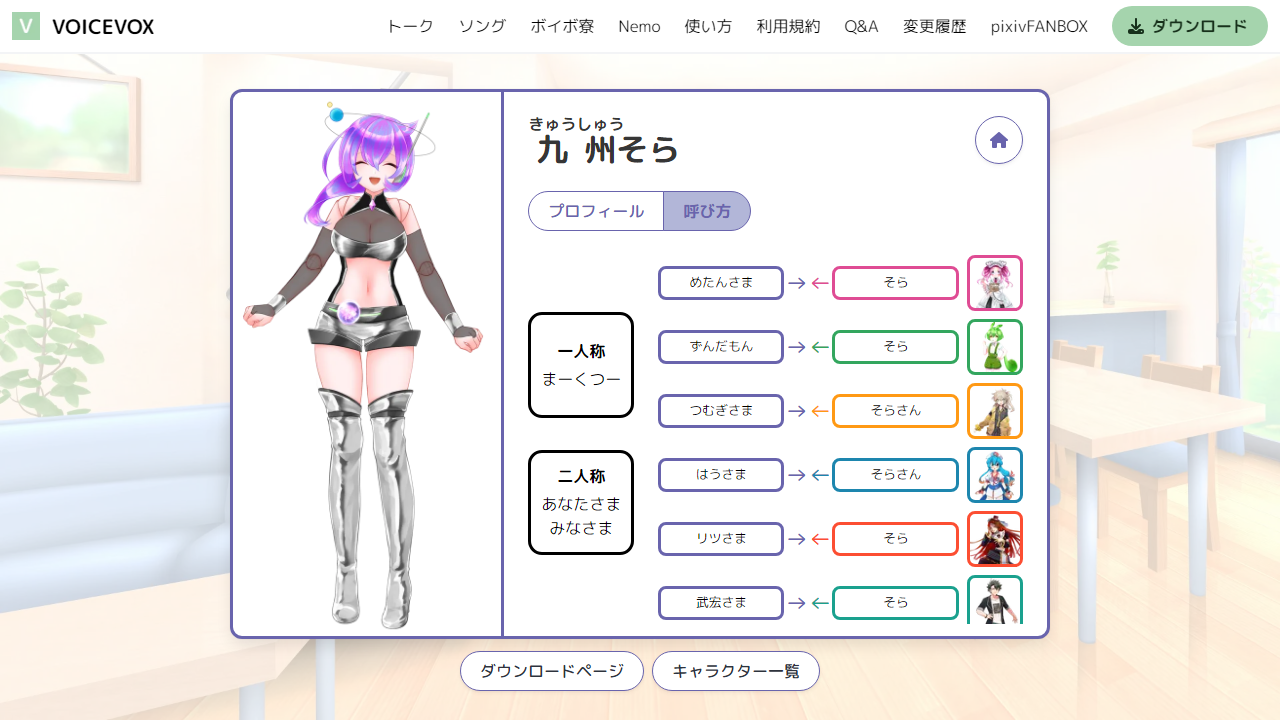 V VOICEVOX トーク ソング ボイボ寮 Nemo 使い方 利用規約 Q&A 変更履歴 pixivFANBOX ダウンロード
きゅうしゅう
九州そら
プロフィール 呼び方
めたんさま → ← そら
一人称
まーくつー
ずんだもん → ← そら
つむぎさま → ← そらさん
二人称
あなたさま
みなさま
はうさま → ← そらさん
リツさま → ← そら
武宏さま → ← そら
ダウンロードページ キャラクター一覧